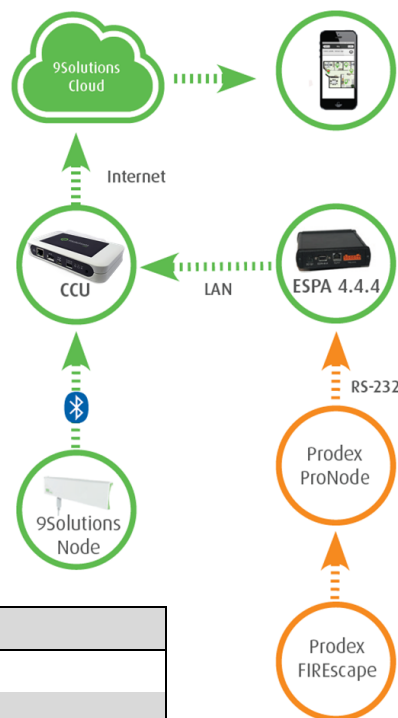 9Solutions
Cloud
Internet
CCU
LAN
ESPA 4.4.4
RS-232
9Solutions
Node
Prodex
ProNode
Prodex
FIREscape